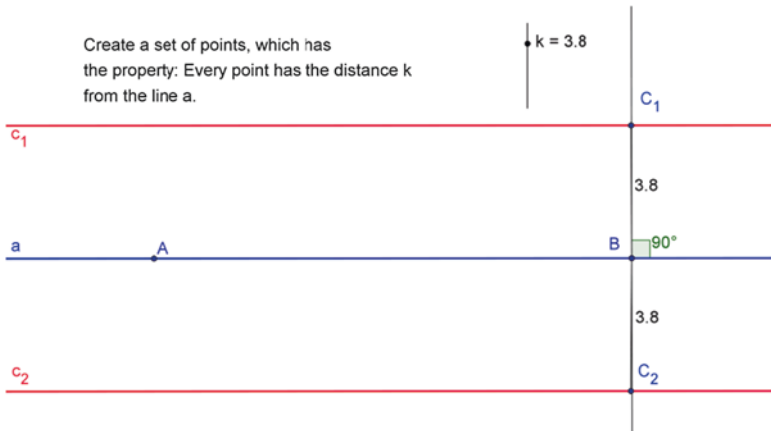 Create a set of points, which has
the property: Every point has the distance k
from the line a.
k = 3.8
C₁
c₁
3.8
a
A
B
90°
3.8
c₂
C₂